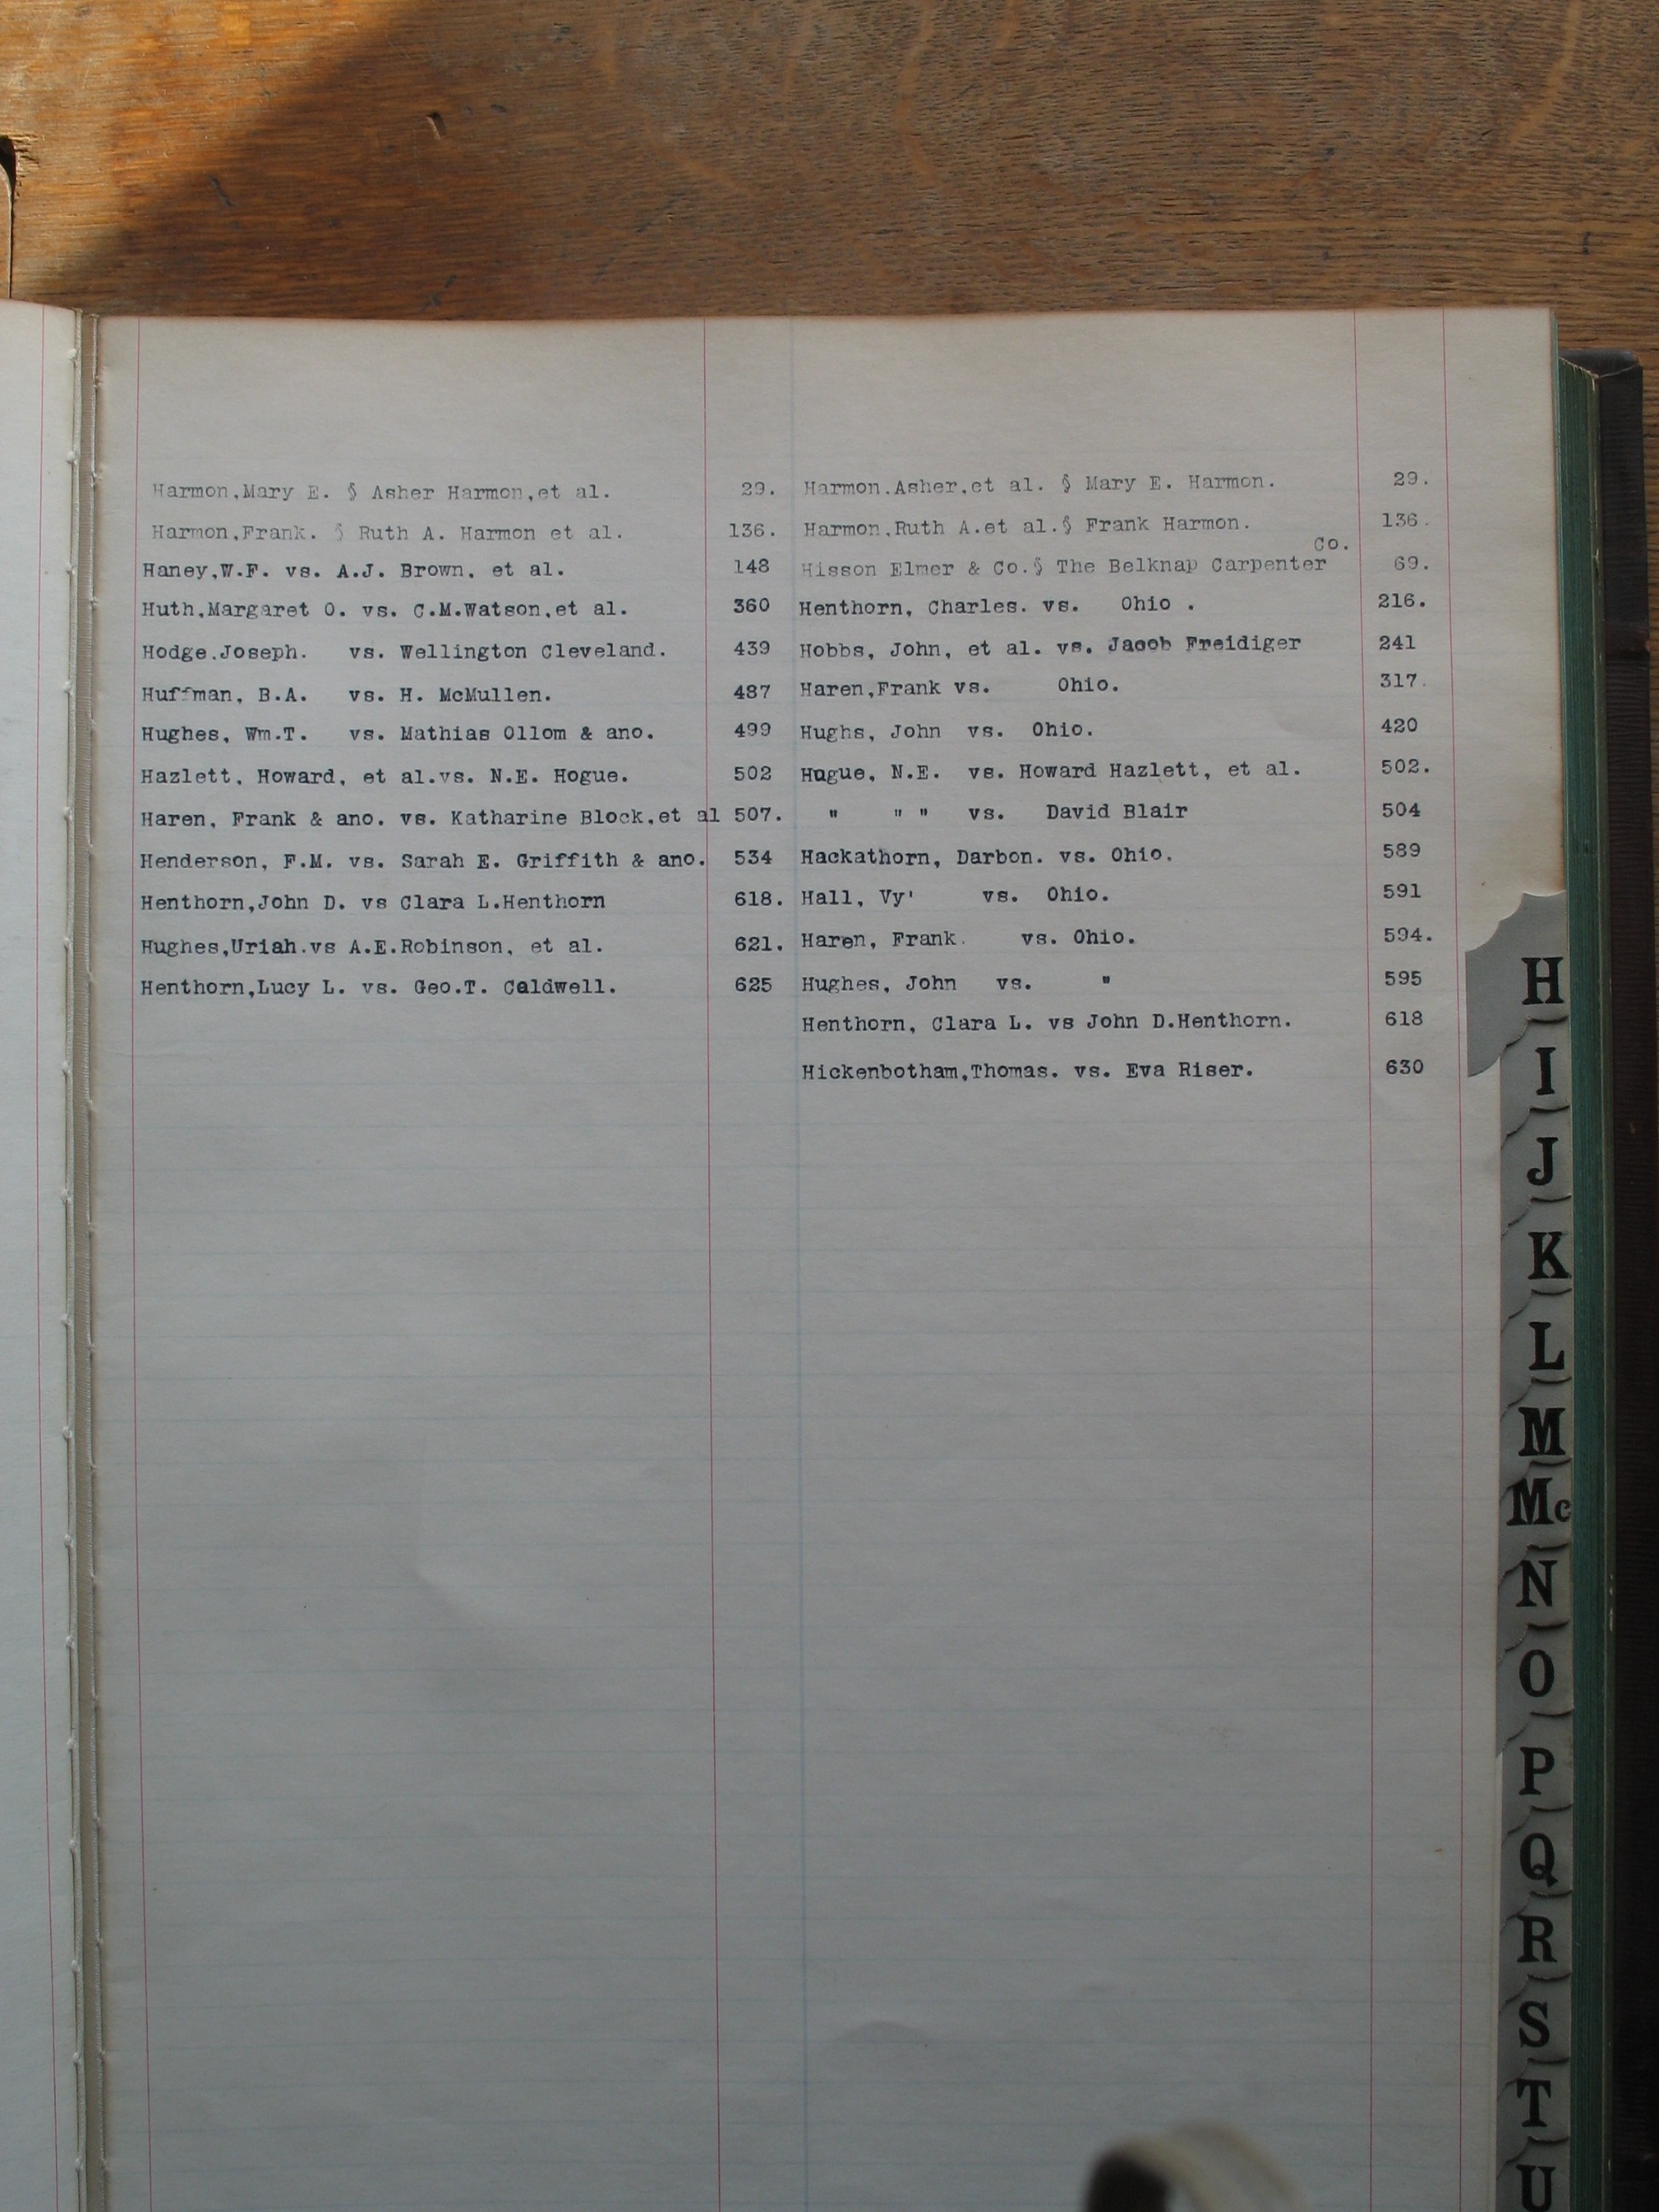 Harmon,Mary E. § Asher Harmon,et al. 29.
Harmon,Frank. § Ruth A. Harmon et al. 136.
Haney,W.F. vs. A.J. Brown, et al. 148
Huth,Margaret O. vs. C.M.Watson,et al. 360
Hodge.Joseph. vs. Wellington Cleveland. 439
Huffman, B.A. vs. H. McMullen. 487
Hughes, Wm.T. vs. Mathias Ollom & ano. 499
Hazlett, Howard, et al.vs. N.E. Hogue. 502
Haren, Frank & ano. vs. Katharine Block,et al 507.
Henderson, F.M. vs. Sarah E. Griffith & ano. 534
Henthorn,John D. vs Clara L.Henthorn 618.
Hughes,Uriah.vs A.E.Robinson, et al. 621.
Henthorn,Lucy L. vs. Geo.T. Caldwell. 625
Harmon.Asher,et al. § Mary E. Harmon. 29.
Harmon,Ruth A.et al.§ Frank Harmon. 136.
Co.
Hisson Elmer & Co.§ The Belknap Carpenter 69.
Henthorn, Charles. vs. Ohio . 216.
Hobbs, John, et al. vs. Jacob Freidiger 241
Haren,Frank vs. Ohio. 317.
Hughs, John vs. Ohio. 420
Hugue, N.E. vs. Howard Hazlett, et al. 502.
" " " vs. David Blair 504
Hackathorn, Darbon. vs. Ohio. 589
Hall, Vy' vs. Ohio. 591
Haren, Frank. vs. Ohio. 594.
Hughes, John vs. " 595
Henthorn, Clara L. vs John D.Henthorn. 618
Hickenbotham,Thomas. vs. Eva Riser. 630
H
I
J
K
L
M
Mc
N
O
P
Q
R
S
T
U